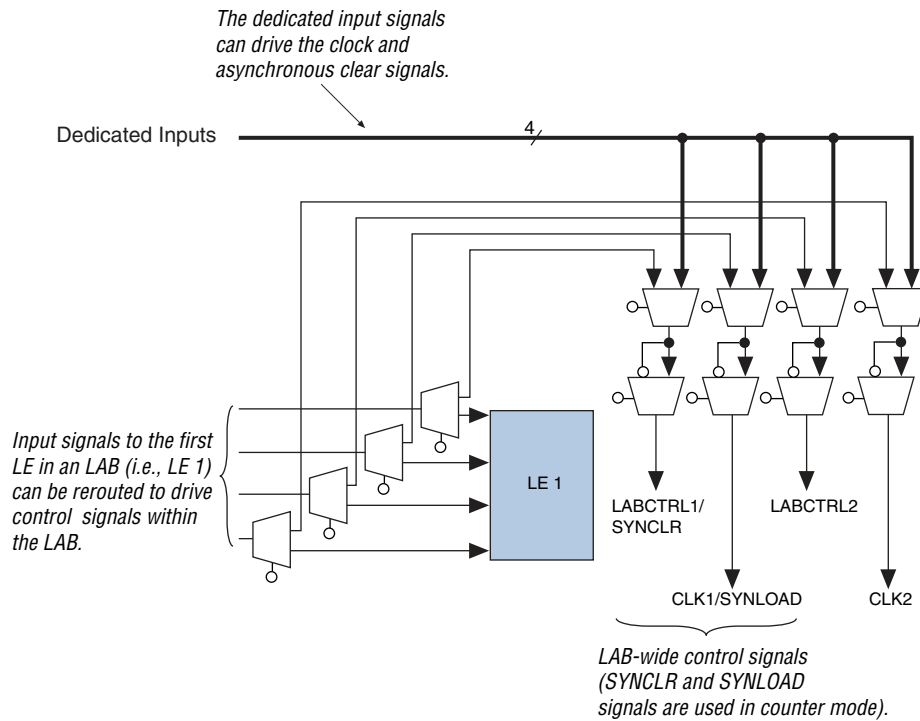 The dedicated input signals
can drive the clock and
asynchronous clear signals.
Dedicated Inputs
4
Input signals to the first
LE in an LAB (i.e., LE 1)
can be rerouted to drive
control signals within
the LAB.
LE 1
LABCTRL1/
SYNCLR
LABCTRL2
CLK1/SYNLOAD
CLK2
LAB-wide control signals
(SYNCLR and SYNLOAD
signals are used in counter mode).